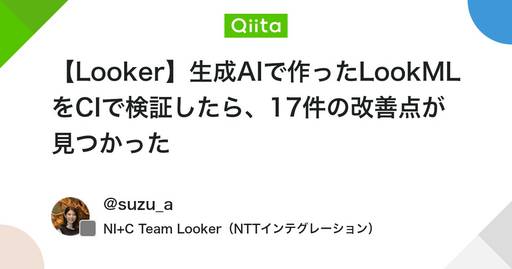 Qiita
【Looker】生成AIで作ったLookML
をCIで検証したら、17件の改善点が
見つかった
@suzu_a
NI+C Team Looker（NTTインテグレーション）